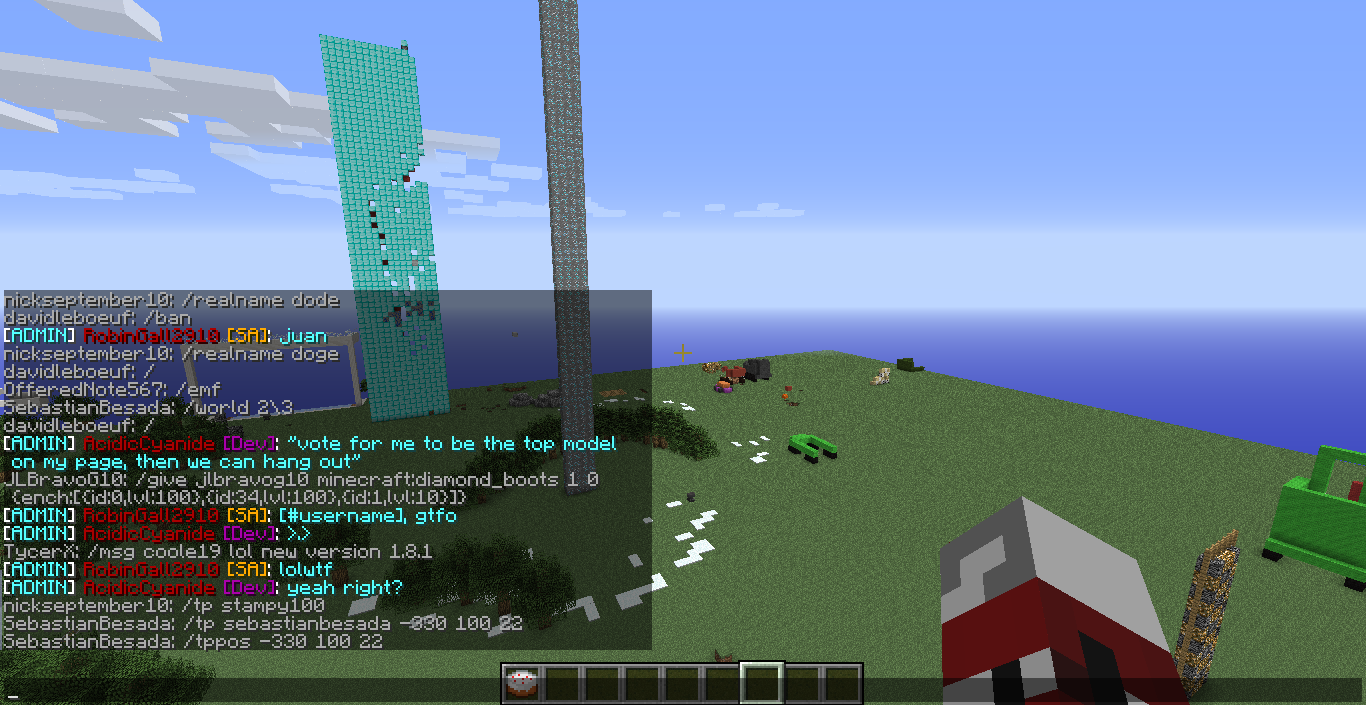 nickseptember10: /realname dode
davidleboeuf: /ban
[ADMIN] RobinGall2910 [SA]: juan
nickseptember10: /realname doge
davidleboeuf: /
OfferedNote567: /emf
SebastianBesada: /world 2\3
davidleboeuf: /
[ADMIN] AcidicCyanide [Dev]: "vote for me to be the top model
on my page, then we can hang out"
JLBravoG10: /give jlbravog10 minecraft:diamond_boots 1 0
{ench:[{id:0,lvl:100},{id:34,lvl:100},{id:1,lvl:10}]}
[ADMIN] RobinGall2910 [SA]: [#username], gtfo
[ADMIN] AcidicCyanide [Dev]: >.>
TycerX: /msg coole19 lol new version 1.8.1
[ADMIN] RobinGall2910 [SA]: lolwtf
[ADMIN] AcidicCyanide [Dev]: yeah right?
nickseptember10: /tp stampy100
SebastianBesada: /tp sebastianbesada -330 100 22
SebastianBesada: /tppos -330 100 22
_